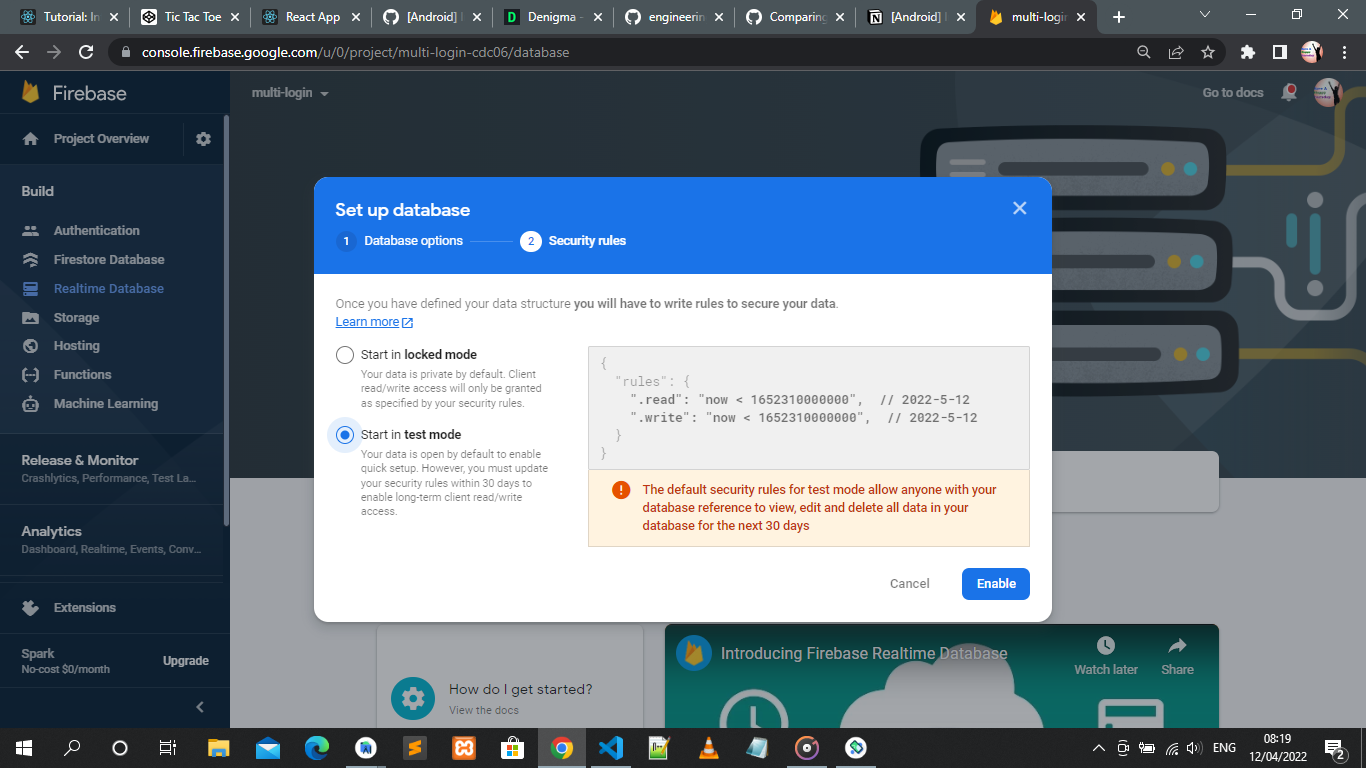 Tutorial: In
Tic Tac Toe
React App
[Android]
Denigma -
engineerin
Comparing
[Android]
multi-login
console.firebase.google.com/u/0/project/multi-login-cdc06/database
Firebase
multi-login
Go to docs
Project Overview
Build
Authentication
Firestore Database
Realtime Database
Storage
Hosting
Functions
Machine Learning
Release & Monitor
Crashlytics, Performance, Test La...
Analytics
Dashboard, Realtime, Events, Conv...
Extensions
Spark
No-cost $0/month
Upgrade
Set up database
1 Database options
2 Security rules
Once you have defined your data structure you will have to write rules to secure your data.
Learn more
Start in locked mode
Your data is private by default. Client
read/write access will only be granted
as specified by your security rules.
Start in test mode
Your data is open by default to enable
quick setup. However, you must update
your security rules within 30 days to
enable long-term client read/write
access.
{
"rules": {
".read": "now < 1652310000000",  // 2022-5-12
".write": "now < 1652310000000",  // 2022-5-12
}
}
The default security rules for test mode allow anyone with your
database reference to view, edit and delete all data in your
database for the next 30 days
Cancel
Enable
How do I get started?
View the docs
Introducing Firebase Realtime Database
Watch later
Share
ENG
08:19
12/04/2022
2